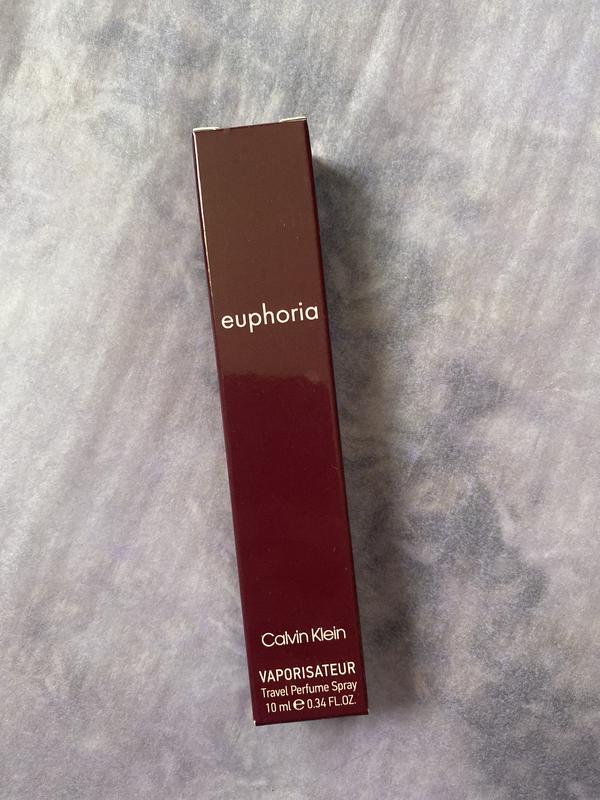 euphoria
Calvin Klein
VAPORISATEUR
Travel Perfume Spray
10 ml ℮ 0.34 FL.OZ.